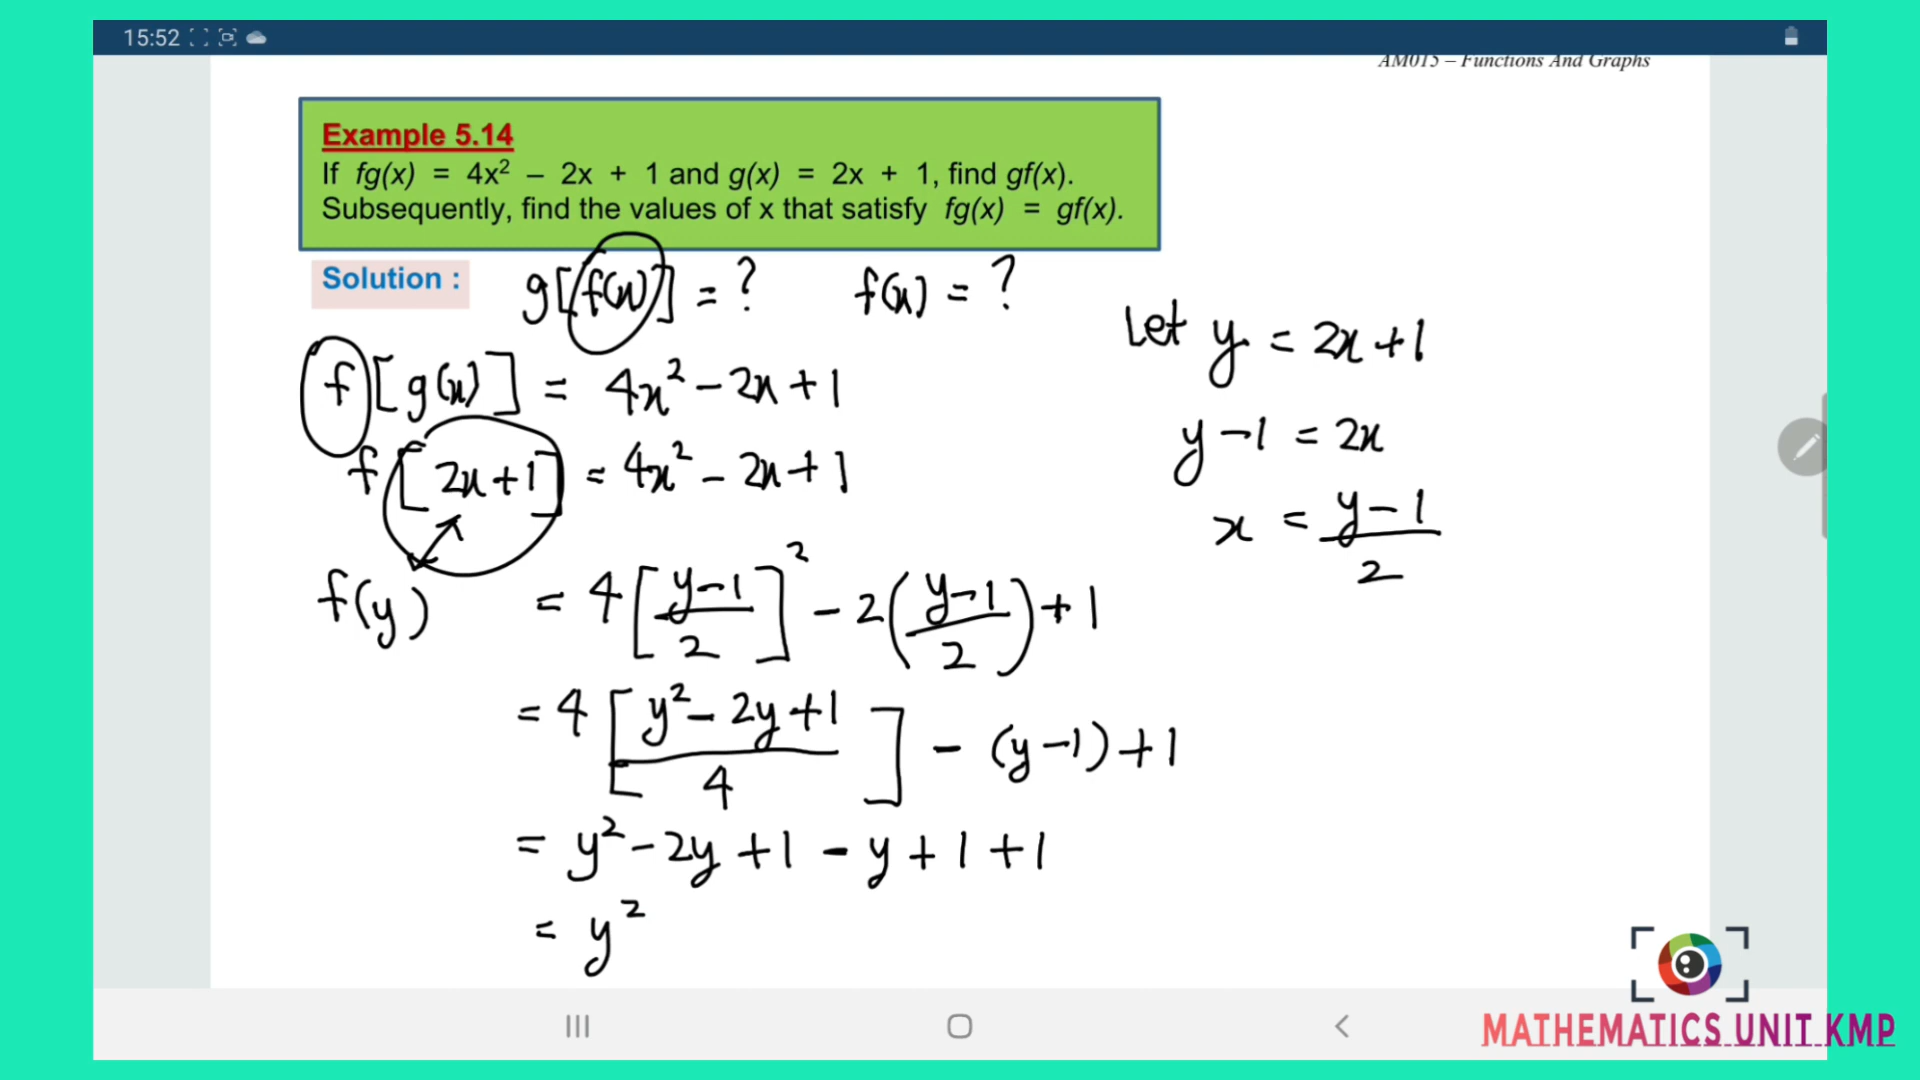 15:52
AM015 – Functions And Graphs
Example 5.14
If fg(x) = 4x² – 2x + 1 and g(x) = 2x + 1, find gf(x).
Subsequently, find the values of x that satisfy fg(x) = gf(x).
Solution :
g[f(x)] = ?
f(x) = ?
f[g(x)] = 4x² - 2x + 1
f[2x+1] = 4x² - 2x + 1
f(y) = 4[(y-1)/2]² - 2((y-1)/2) + 1
= 4[(y² - 2y + 1)/4] - (y-1) + 1
= y² - 2y + 1 - y + 1 + 1
= y²
Let y = 2x+1
y - 1 = 2x
x = (y-1)/2
MATHEMATICS UNIT KMP